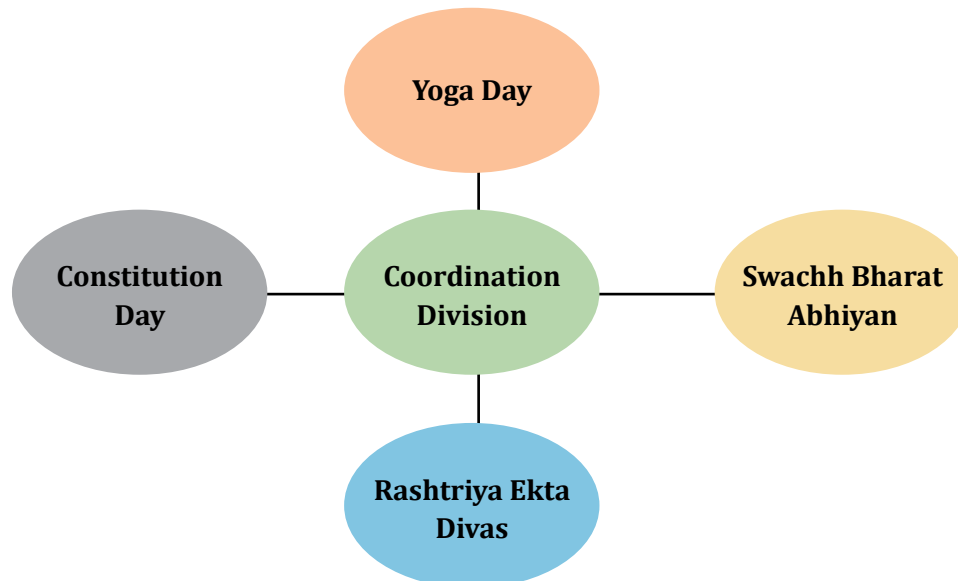 Yoga Day
Constitution
Day
Coordination
Division
Swachh Bharat
Abhiyan
Rashtriya Ekta
Divas